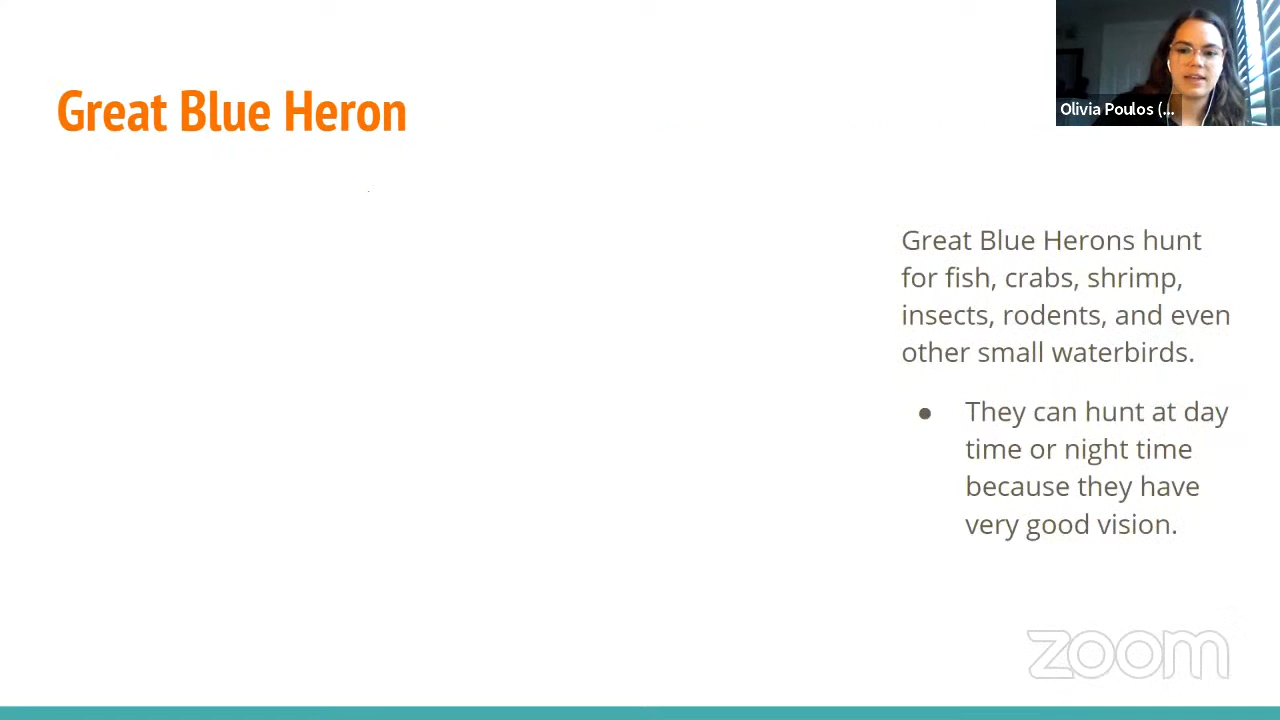 Great Blue Heron
Olivia Poulos (...
Great Blue Herons hunt
for fish, crabs, shrimp,
insects, rodents, and even
other small waterbirds.
● They can hunt at day
time or night time
because they have
very good vision.
zoom